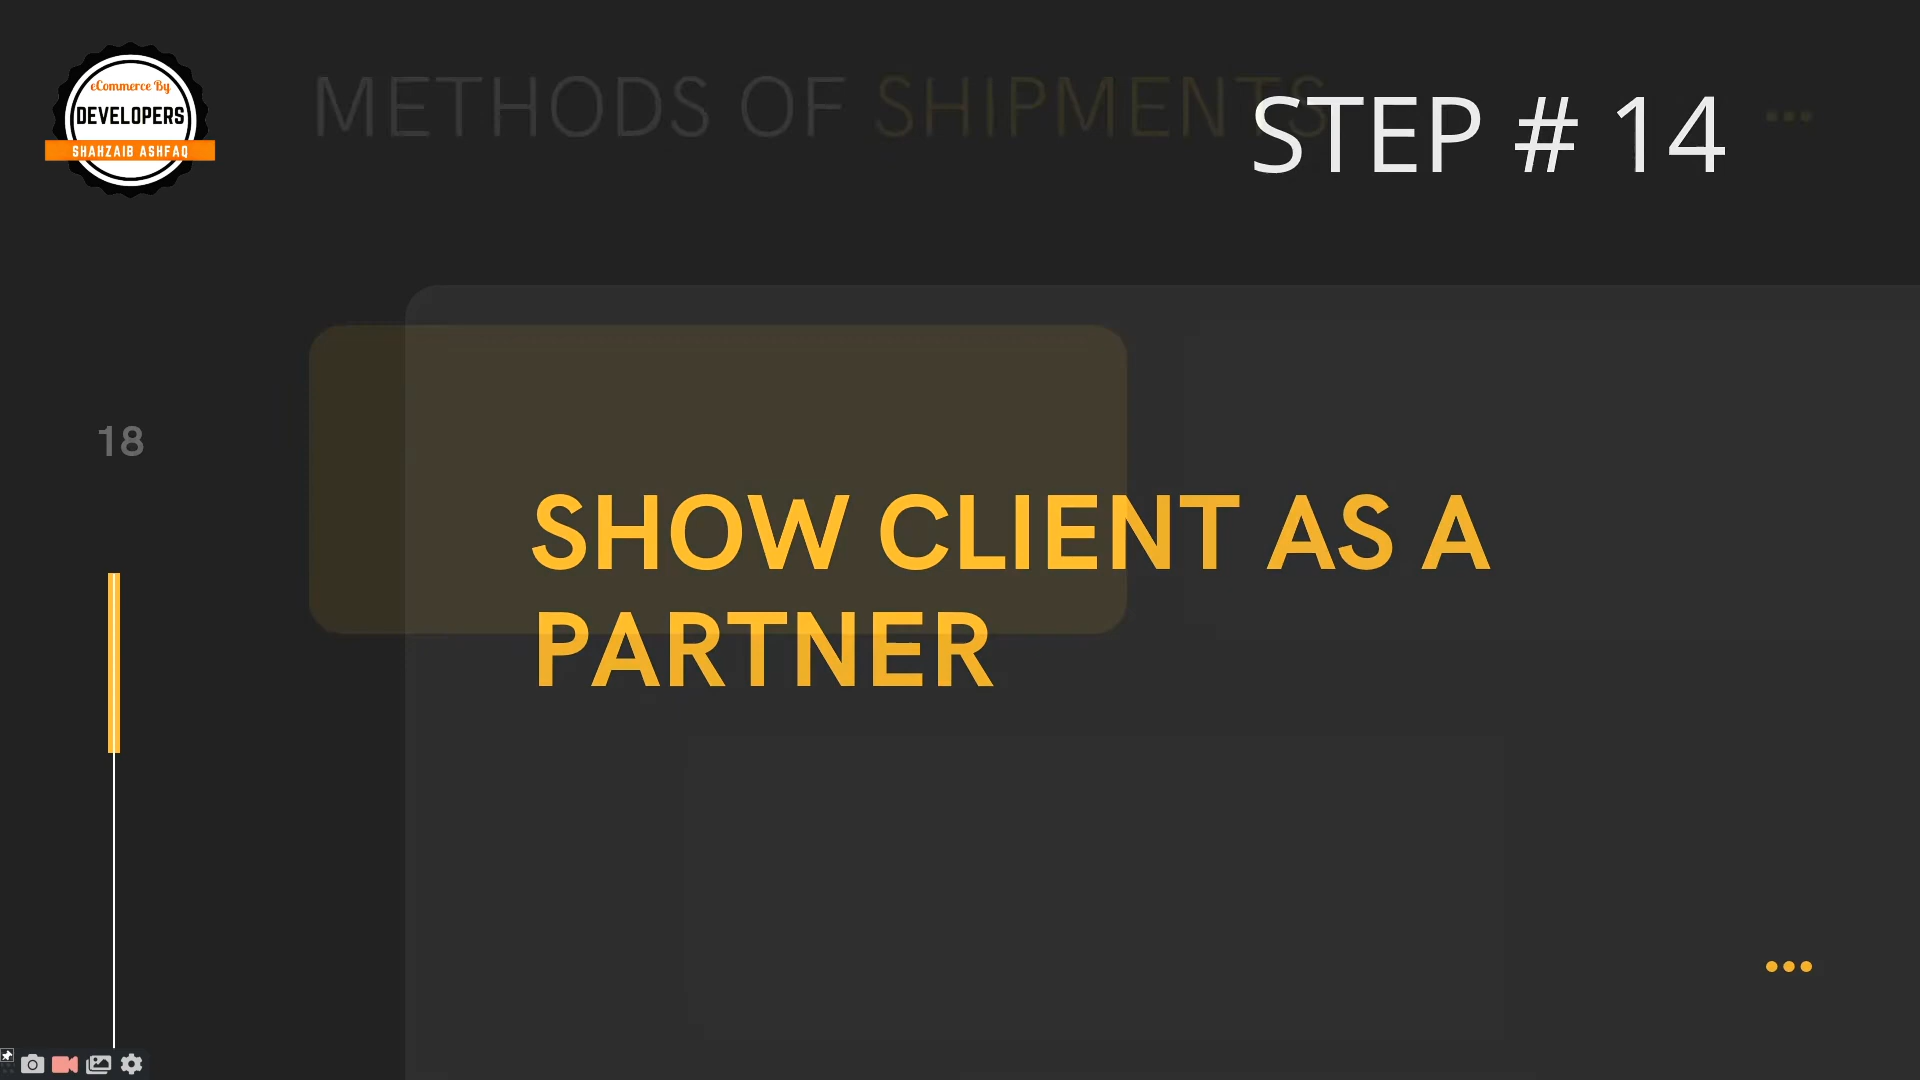 eCommerce By
DEVELOPERS
SHAHZAIB ASHFAQ
METHODS OF SHIPMENTS
STEP # 14
18
SHOW CLIENT AS A
PARTNER